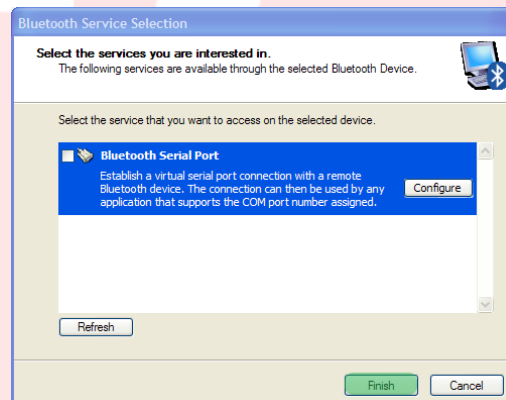 Bluetooth Service Selection
Select the services you are interested in.
The following services are available through the selected Bluetooth Device.
Select the service that you want to access on the selected device.
Bluetooth Serial Port
Establish a virtual serial port connection with a remote
Bluetooth device. The connection can then be used by any
application that supports the COM port number assigned.
Configure
Refresh
Finish
Cancel